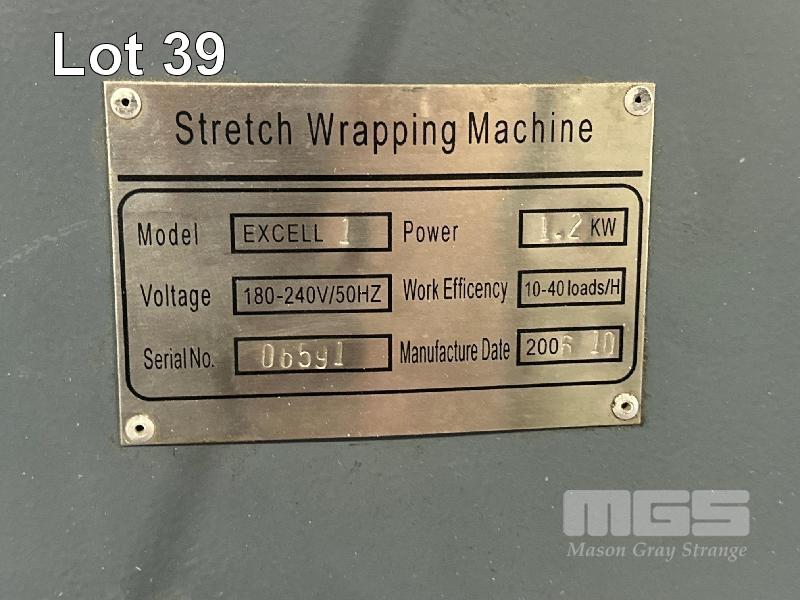 Lot 39
Stretch Wrapping Machine
Model EXCELL 1 Power 1.2 KW
Voltage 180-240V/50HZ Work Efficency 10-40 loads/H
Serial No. 06591 Manufacture Date 2006 10
MGS
Mason Gray Strange